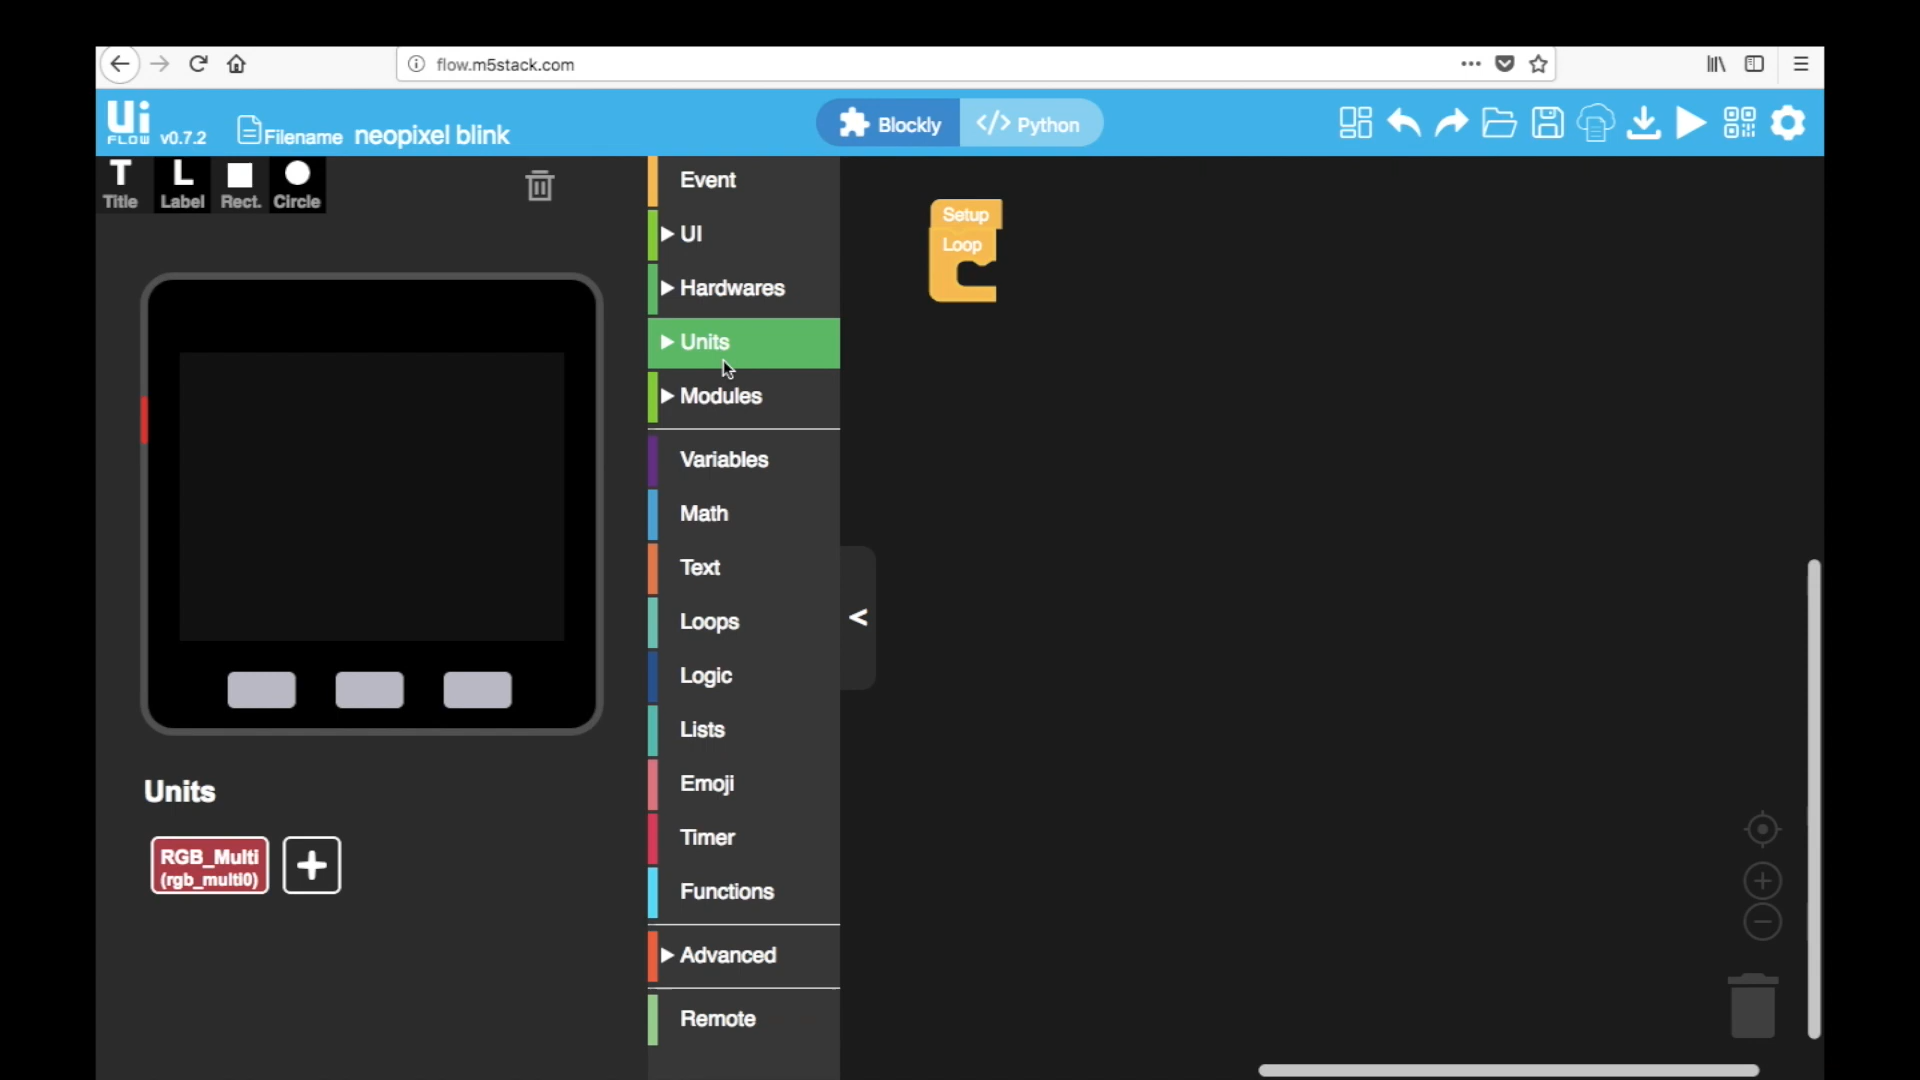 flow.m5stack.com
Ui
FLOW v0.7.2
Filename neopixel blink
Blockly
</> Python
T
Title
L
Label
Rect.
Circle
Event
UI
Hardwares
Units
Modules
Variables
Math
Text
Loops
Logic
Lists
Emoji
Timer
Functions
Advanced
Remote
<
Setup
Loop
Units
RGB_Multi
(rgb_multi0)
+